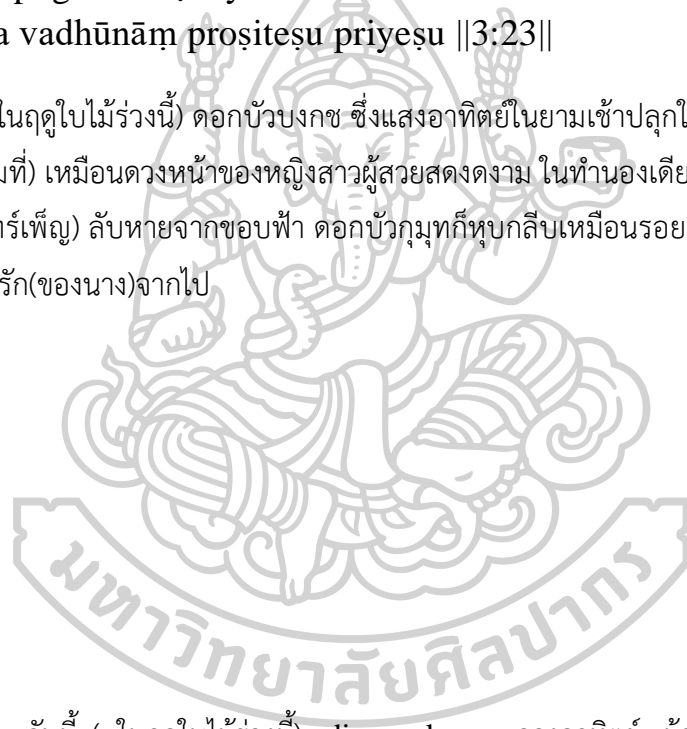 vadhūnāṃ proṣiteṣu priyeṣu ||3:23||
ในฤดูใบไม้ร่วงนี้) ดอกบัวบงกช ซึ่งแสงอาทิตย์ในยามเช้าปลุกใ
มที่) เหมือนดวงหน้าของหญิงสาวผู้สวยสดงดงาม ในทำนองเดีย
ทร์เพ็ญ) ลับหายจากขอบฟ้า ดอกบัวกุมุทก็หุบกลีบเหมือนรอย
รัก(ของนาง)จากไป
มหาวิทยาลัยศิลปากร